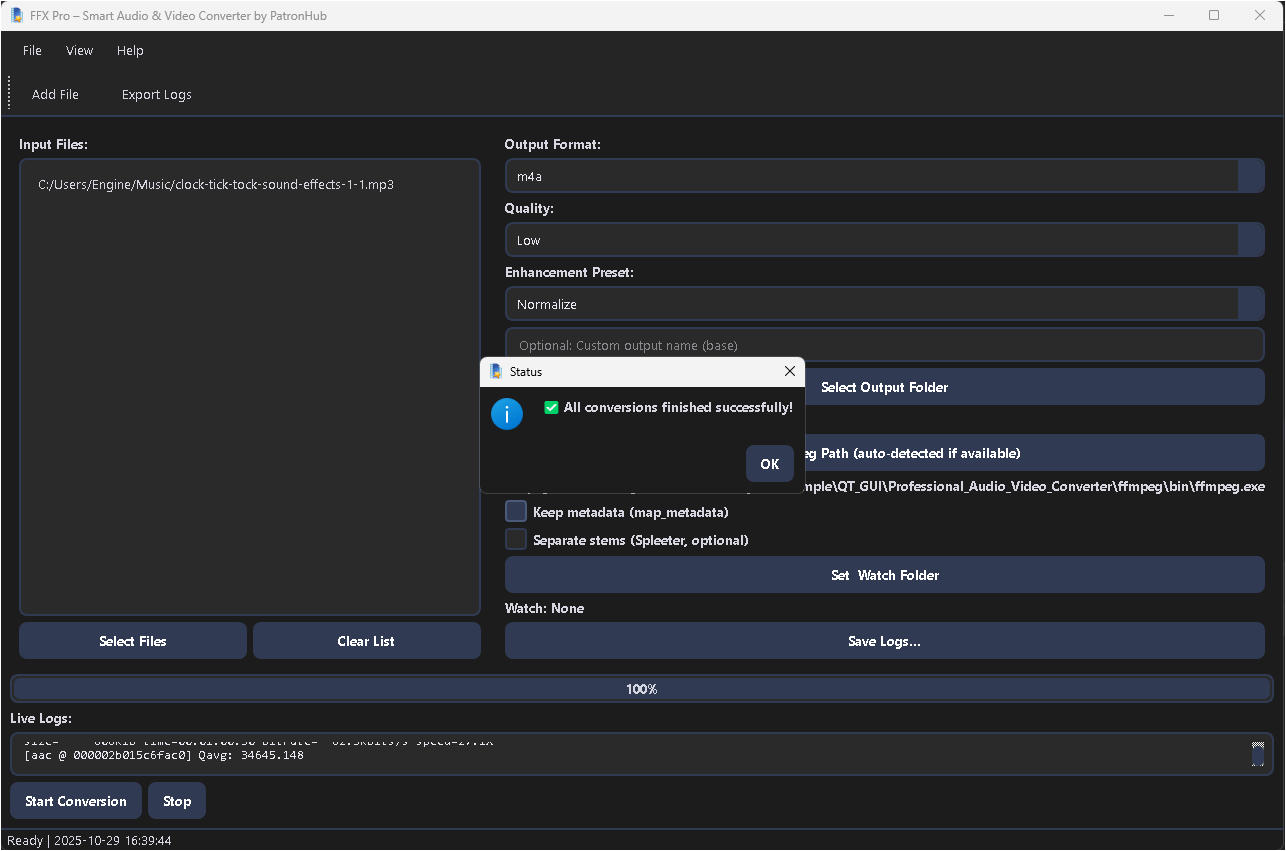 FFX Pro – Smart Audio & Video Converter by PatronHub
File View Help
Add File Export Logs
Input Files:
C:/Users/Engine/Music/clock-tick-tock-sound-effects-1-1.mp3
Select Files Clear List
Output Format:
m4a
Quality:
Low
Enhancement Preset:
Normalize
Optional: Custom output name (base)
Select Output Folder
Path (auto-detected if available)
\QT_GUI\Professional_Audio_Video_Converter\ffmpeg\bin\ffmpeg.exe
Keep metadata (map_metadata)
Separate stems (Spleeter, optional)
Set Watch Folder
Watch: None
Save Logs...
Status
✅ All conversions finished successfully!
OK
100%
Live Logs:
[aac @ 000002b015c6fac0] Qavg: 34645.148
Start Conversion Stop
Ready | 2025-10-29 16:39:44